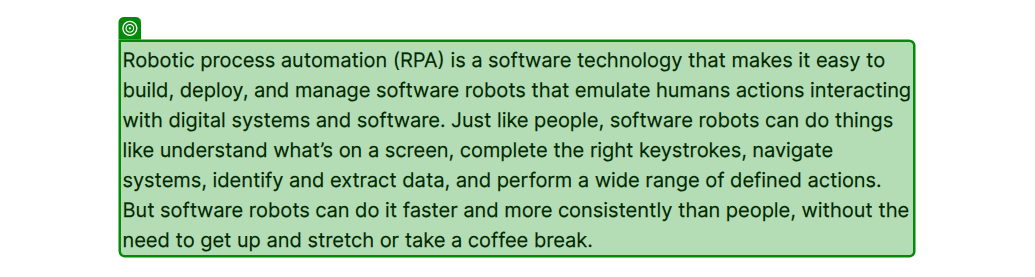 Robotic process automation (RPA) is a software technology that makes it easy to
build, deploy, and manage software robots that emulate humans actions interacting
with digital systems and software. Just like people, software robots can do things
like understand what’s on a screen, complete the right keystrokes, navigate
systems, identify and extract data, and perform a wide range of defined actions.
But software robots can do it faster and more consistently than people, without the
need to get up and stretch or take a coffee break.